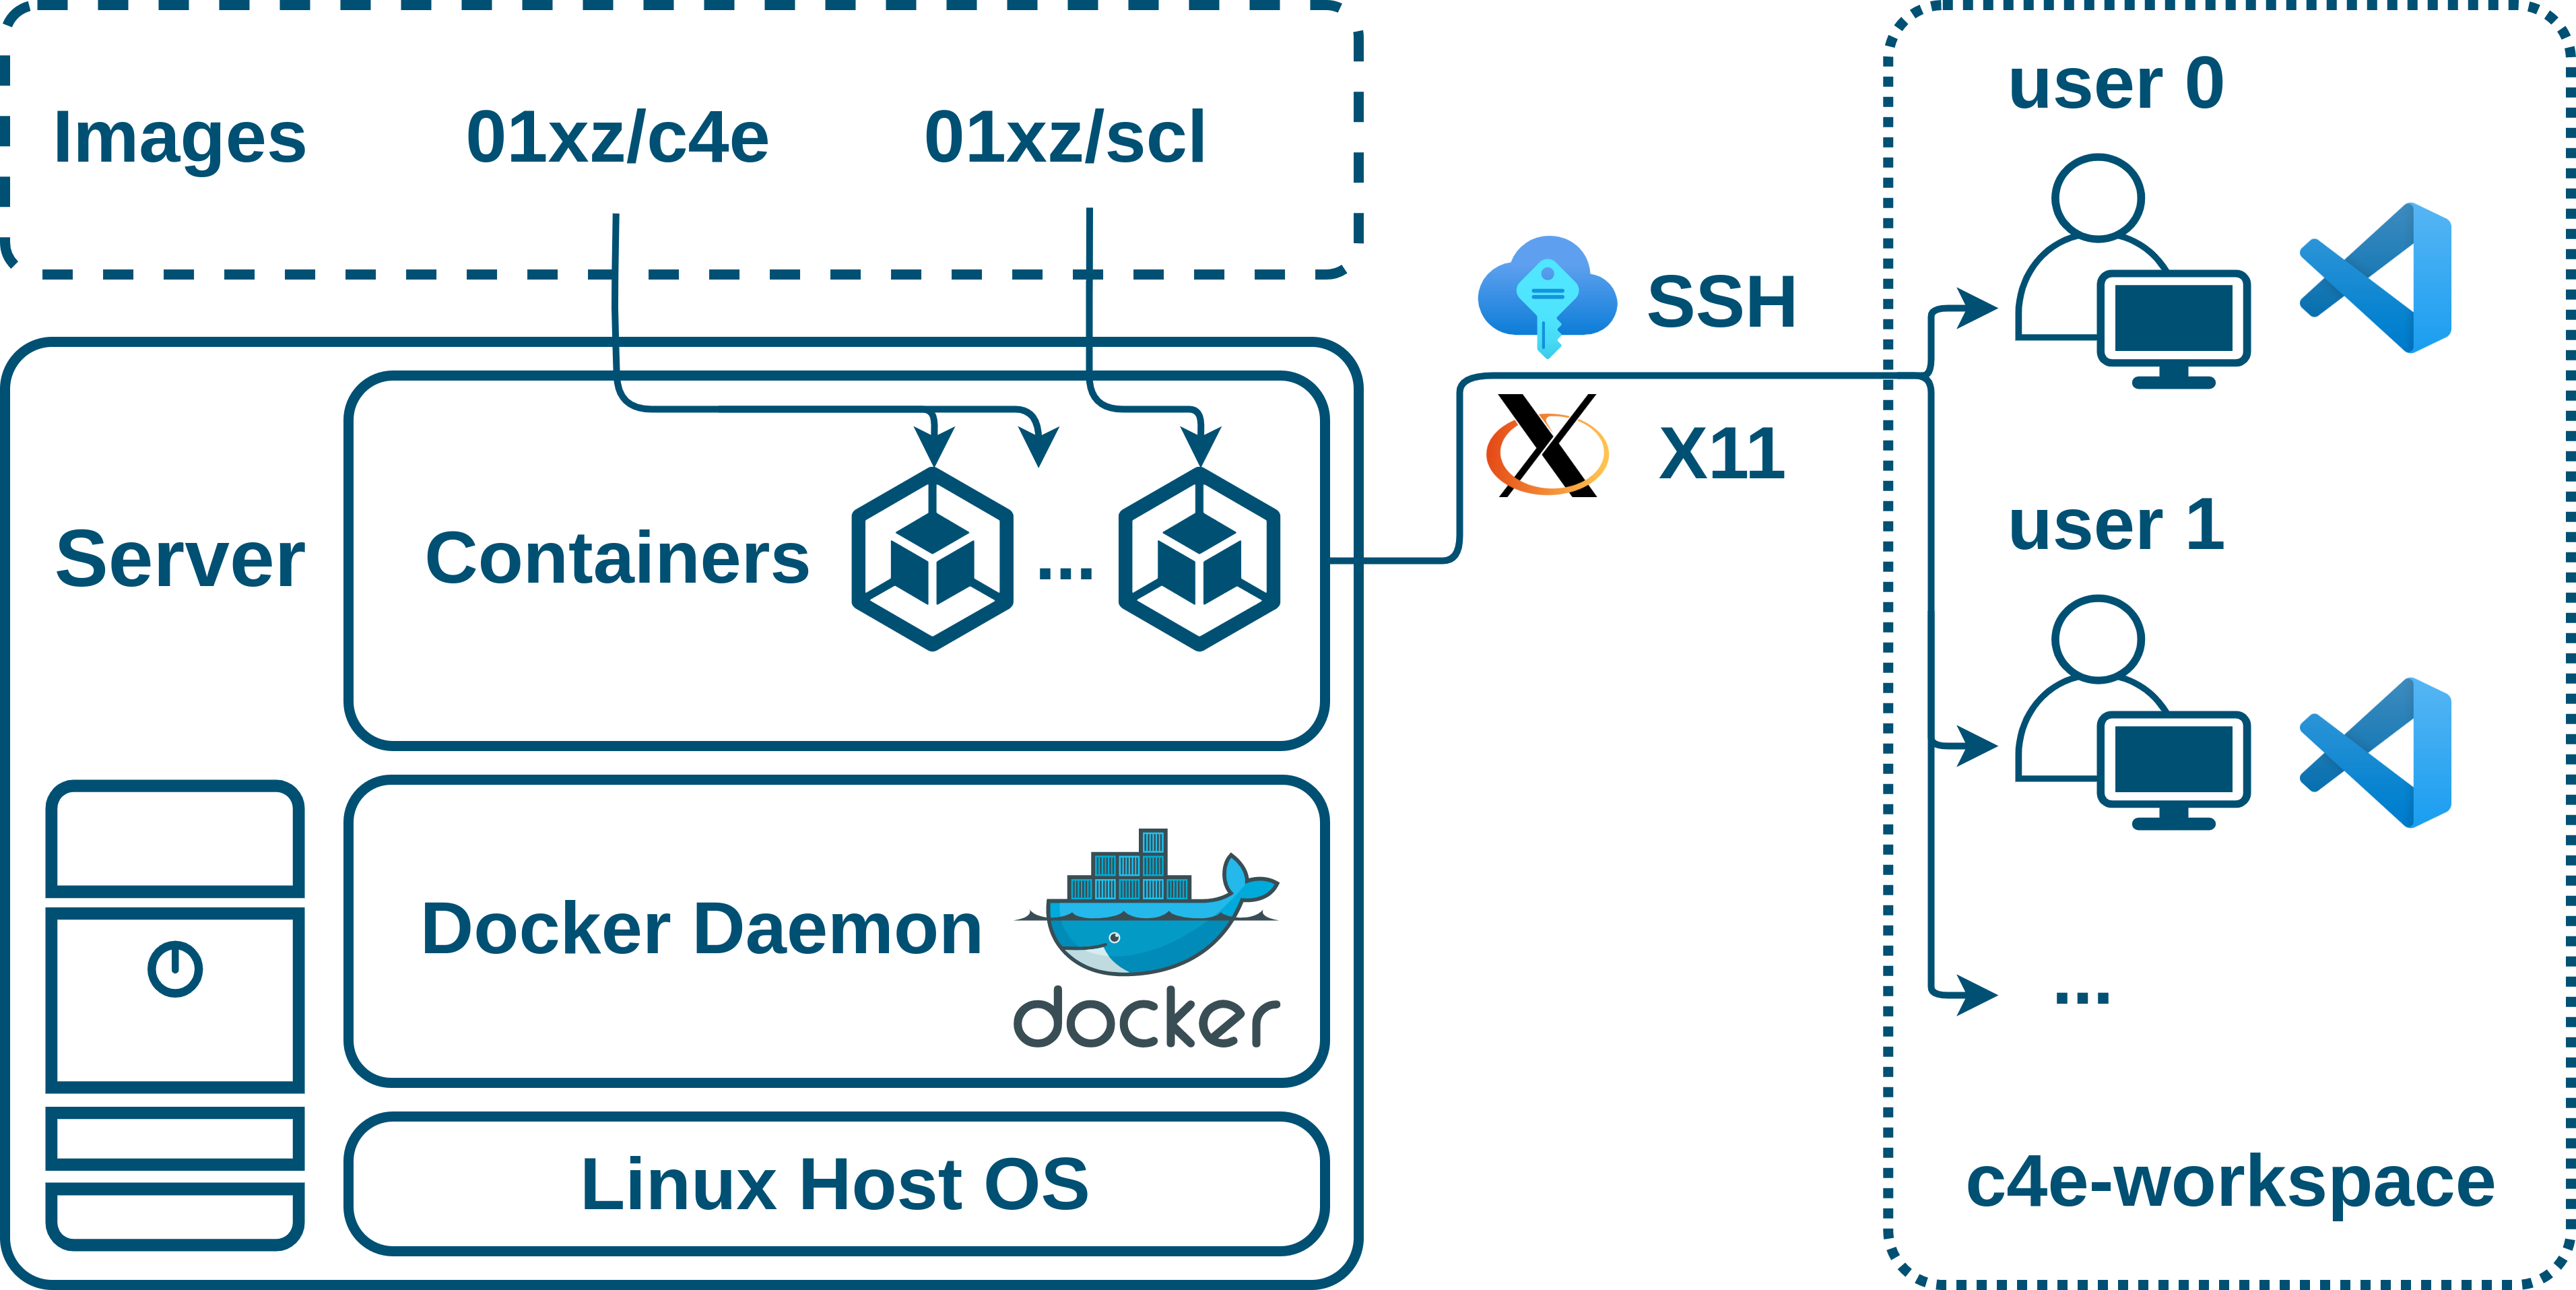 Images 01xz/c4e 01xz/scl
Server
Containers ...
Docker Daemon
docker
Linux Host OS
SSH
X11
user 0
user 1
...
c4e-workspace